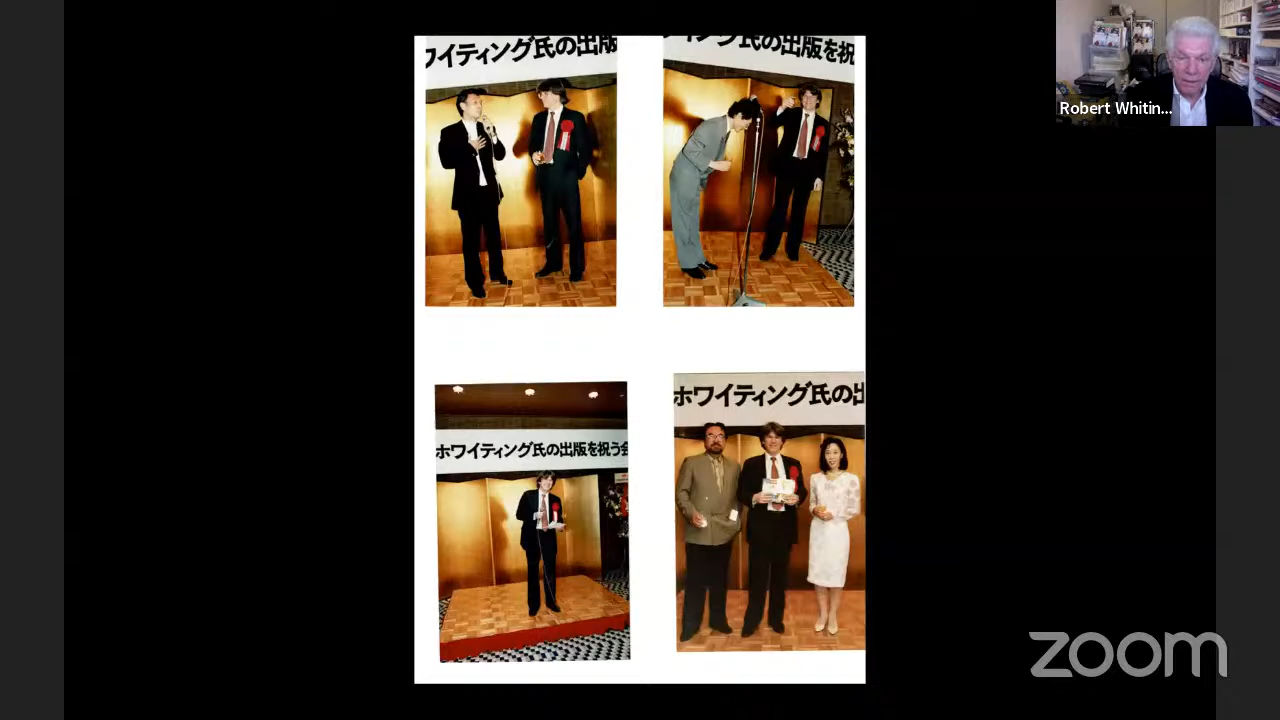 ワイティング氏の出版
ィング氏の出版を祝
ホワイティング氏の出版を祝う会
ホワイティング氏の出
Robert Whitin...
zoom